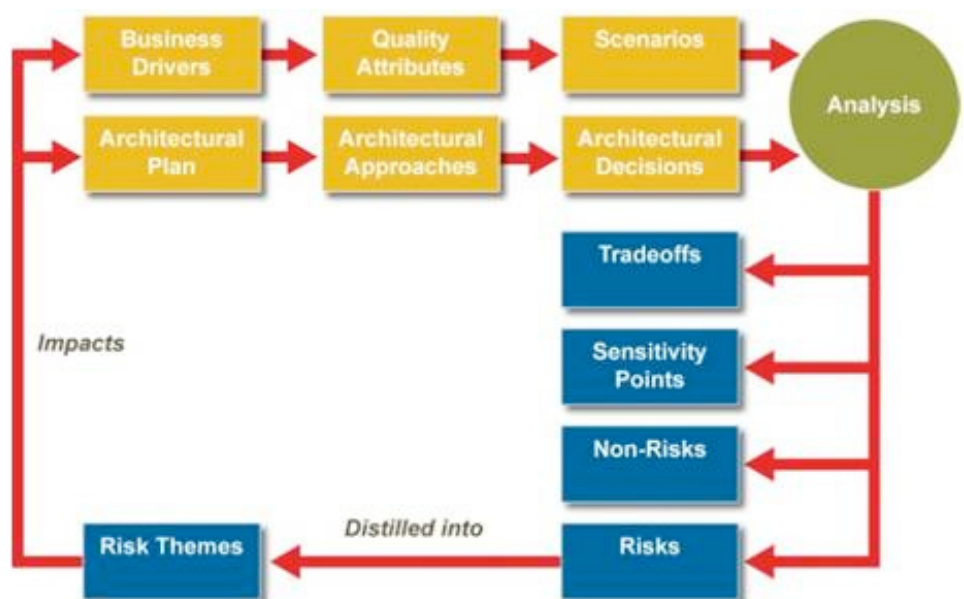 Business
Drivers
Quality
Attributes
Scenarios
Analysis
Architectural
Plan
Architectural
Approaches
Architectural
Decisions
Tradeoffs
Impacts
Sensitivity
Points
Non-Risks
Distilled into
Risk Themes
Risks